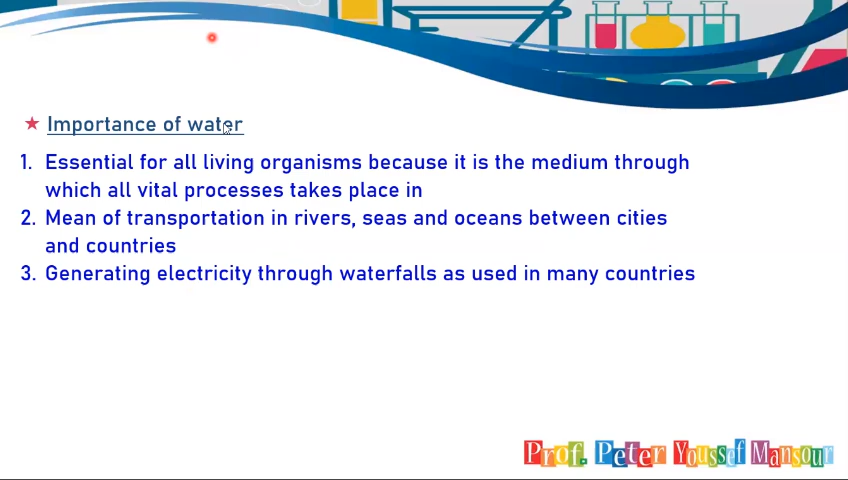 ★ Importance of water
1. Essential for all living organisms because it is the medium through
which all vital processes takes place in
2. Mean of transportation in rivers, seas and oceans between cities
and countries
3. Generating electricity through waterfalls as used in many countries
Prof. Peter Youssef Mansour